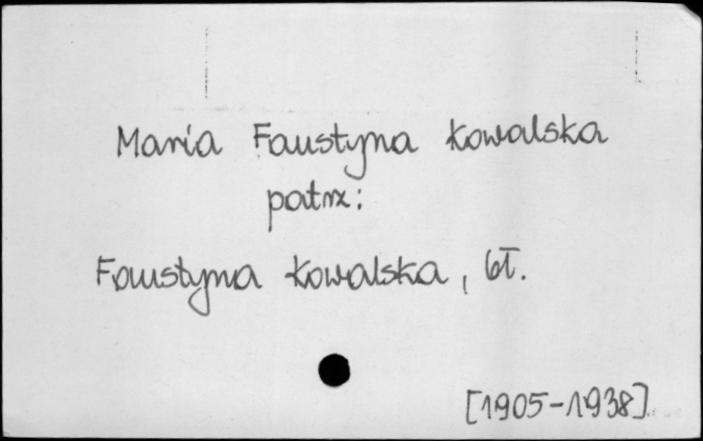 Maria Faustyna Kowalska
patrz:
Faustyna Kowalska, bł.
[1905-1938]